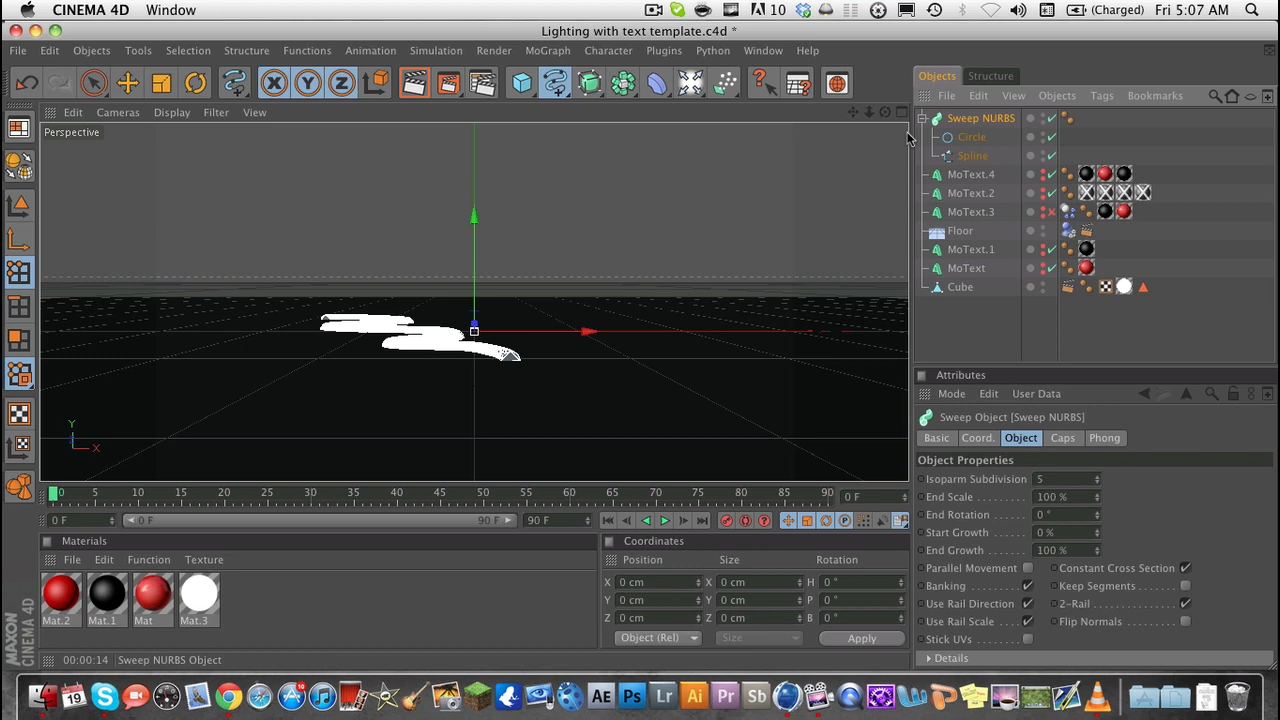 CINEMA 4D Window 10 (Charged) Fri 5:07 AM
Lighting with text template.c4d *
File Edit Objects Tools Selection Structure Functions Animation Simulation Render MoGraph Character Plugins Python Window Help
X Y Z
Objects Structure
File Edit View Objects Tags Bookmarks
Edit Cameras Display Filter View
Perspective
Y
X
Sweep NURBS
Circle
Spline
MoText.4
MoText.2
MoText.3
Floor
MoText.1
MoText
Cube
Attributes
Mode Edit User Data
Sweep Object [Sweep NURBS]
Basic Coord. Object Caps Phong
Object Properties
Isoparm Subdivision 5
End Scale 100 %
End Rotation 0 °
Start Growth 0 %
End Growth 100 %
Parallel Movement Constant Cross Section
Banking Keep Segments
Use Rail Direction 2-Rail
Use Rail Scale Flip Normals
Stick UVs
Details
0 5 10 15 20 25 30 35 40 45 50 55 60 65 70 75 80 85 90 0 F
0 F 0 F 90 F 90 F
Materials
File Edit Function Texture
Mat.2 Mat.1 Mat Mat.3
Coordinates
Position Size Rotation
X 0 cm X 0 cm H 0 °
Y 0 cm Y 0 cm P 0 °
Z 0 cm Z 0 cm B 0 °
Object (Rel) Size Apply
MAXON CINEMA 4D
00:00:14 Sweep NURBS Object
19 AE Ps Lr Ai Pr Sb